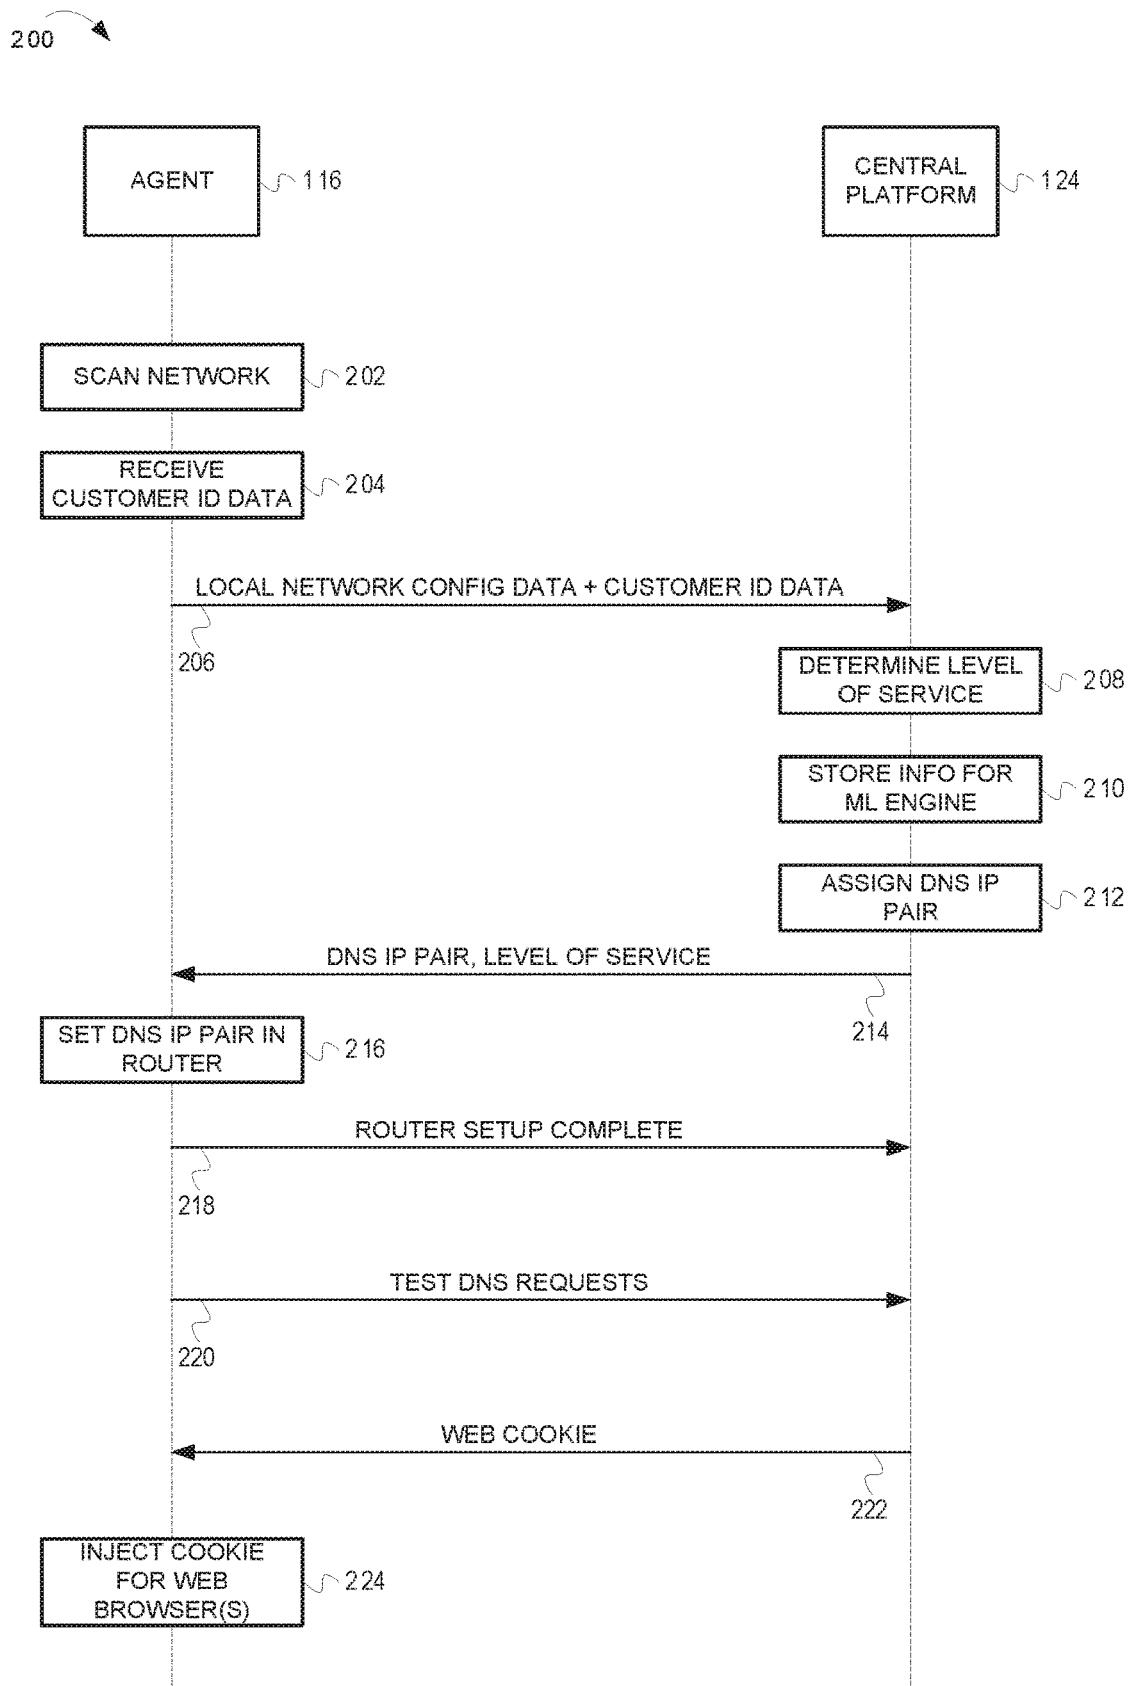 200
AGENT
116
CENTRAL
PLATFORM
124
SCAN NETWORK
202
RECEIVE
CUSTOMER ID DATA
204
LOCAL NETWORK CONFIG DATA + CUSTOMER ID DATA
206
DETERMINE LEVEL
OF SERVICE
208
STORE INFO FOR
ML ENGINE
210
ASSIGN DNS IP
PAIR
212
DNS IP PAIR, LEVEL OF SERVICE
214
SET DNS IP PAIR IN
ROUTER
216
ROUTER SETUP COMPLETE
218
TEST DNS REQUESTS
220
WEB COOKIE
222
INJECT COOKIE
FOR WEB
BROWSER(S)
224